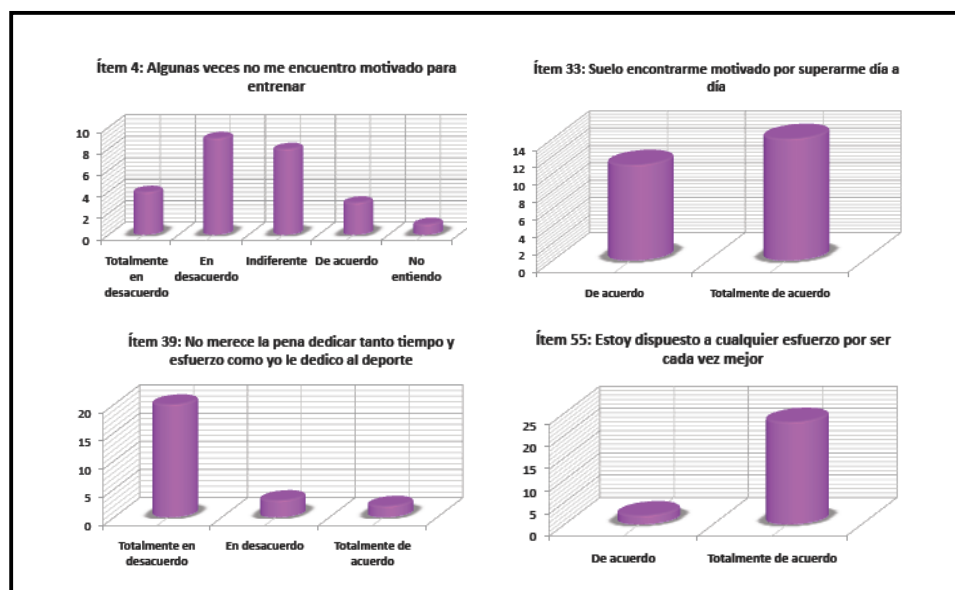 Ítem 4: Algunas veces no me encuentro motivado para
entrenar
10
8
6
4
2
0
Totalmente
en
desacuerdo
En
desacuerdo
Indiferente
De acuerdo
No
entiendo
Ítem 33: Suelo encontrarme motivado por superarme día a
día
14
12
10
8
6
4
2
0
De acuerdo
Totalmente de acuerdo
Ítem 39: No merece la pena dedicar tanto tiempo y
esfuerzo como yo le dedico al deporte
20
15
10
5
0
Totalmente en
desacuerdo
En desacuerdo
Totalmente de
acuerdo
Ítem 55: Estoy dispuesto a cualquier esfuerzo por ser
cada vez mejor
25
20
15
10
5
0
De acuerdo
Totalmente de acuerdo